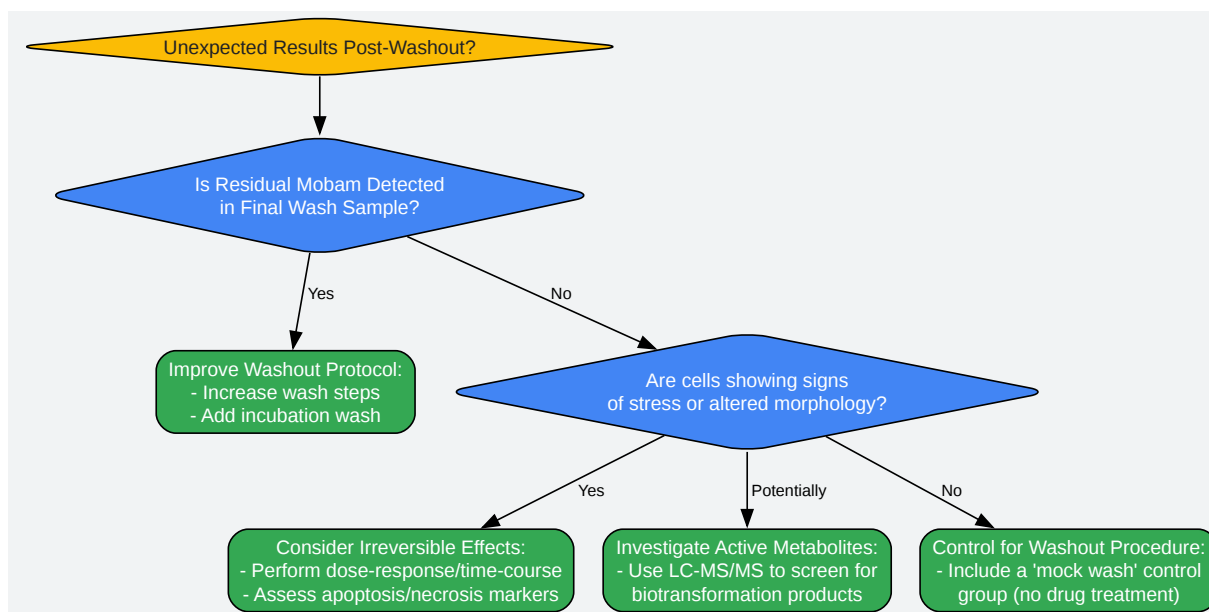 Unexpected Results Post-Washout?
Is Residual Mobam Detected
in Final Wash Sample?
Yes
No
Improve Washout Protocol:
- Increase wash steps
- Add incubation wash
Are cells showing signs
of stress or altered morphology?
Yes
Potentially
No
Consider Irreversible Effects:
- Perform dose-response/time-course
- Assess apoptosis/necrosis markers
Investigate Active Metabolites:
- Use LC-MS/MS to screen for
biotransformation products
Control for Washout Procedure:
- Include a 'mock wash' control
group (no drug treatment)